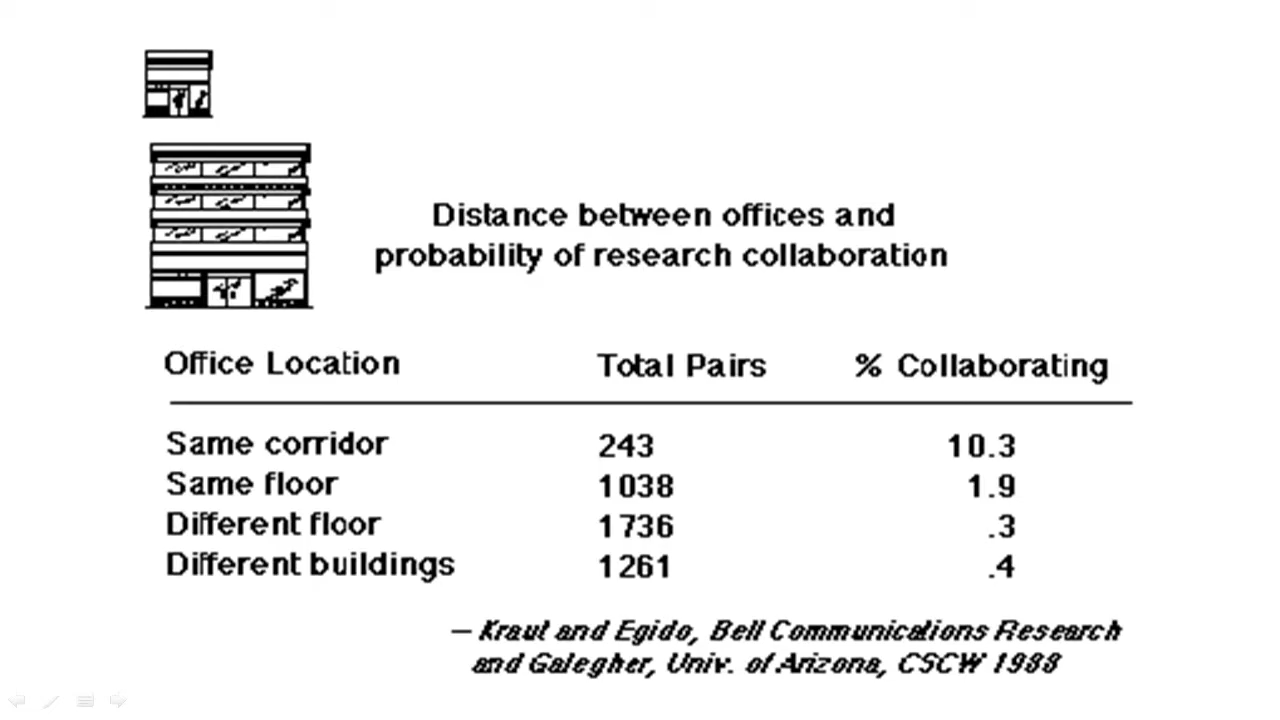 Distance between offices and
probability of research collaboration
Office Location Total Pairs % Collaborating
Same corridor 243 10.3
Same floor 1038 1.9
Different floor 1736 .3
Different buildings 1261 .4
– Kraut and Egido, Bell Communications Research
and Galegher, Univ. of Arizona, CSCW 1988